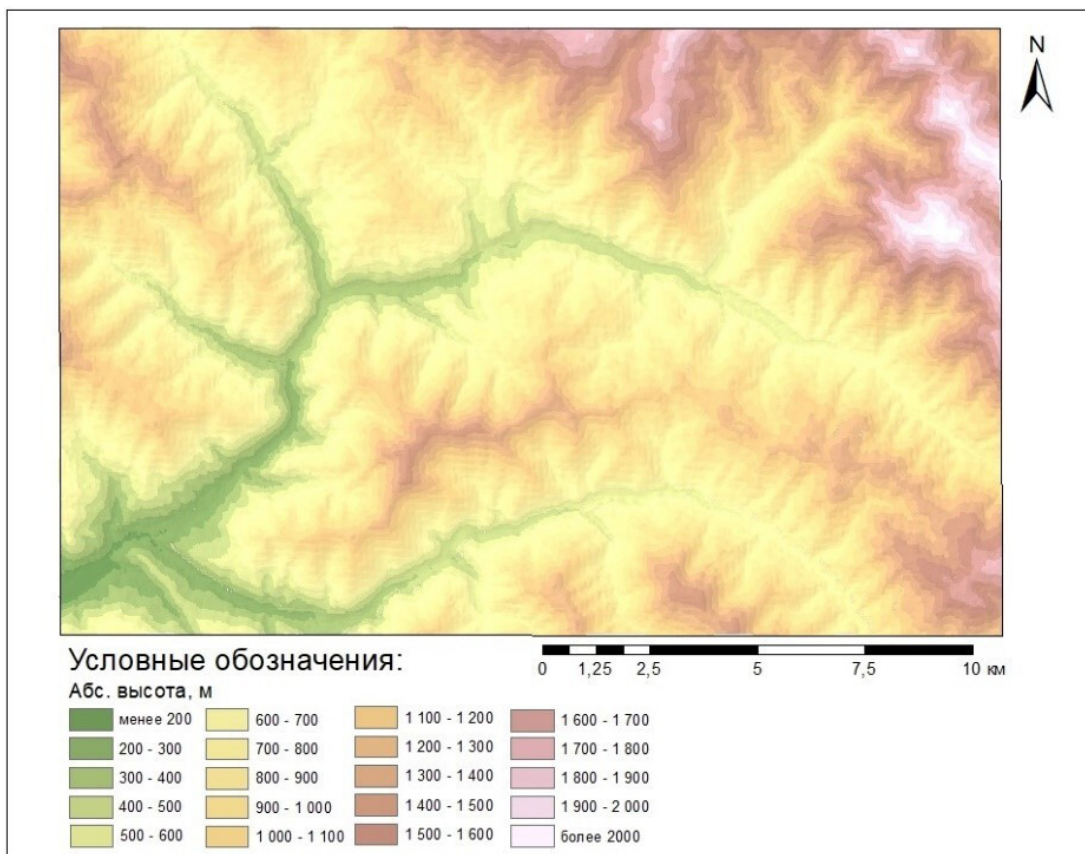 N
Условные обозначения:
0 1,25 2,5 5 7,5 10 км
Абс. высота, м
менее 200
200 - 300
300 - 400
400 - 500
500 - 600
600 - 700
700 - 800
800 - 900
900 - 1 000
1 000 - 1 100
1 100 - 1 200
1 200 - 1 300
1 300 - 1 400
1 400 - 1 500
1 500 - 1 600
1 600 - 1 700
1 700 - 1 800
1 800 - 1 900
1 900 - 2 000
более 2000